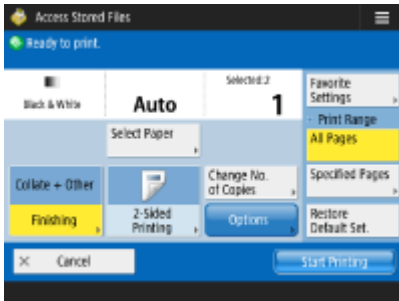 Access Stored Files
Ready to print.
Black & White
Auto
Selected:2
1
Favorite
Settings
Print Range
All Pages
Select Paper
Collate + Other
Finishing
2-Sided
Printing
Change No.
of Copies
Options
Specified Pages
Restore
Default Set.
× Cancel
Start Printing